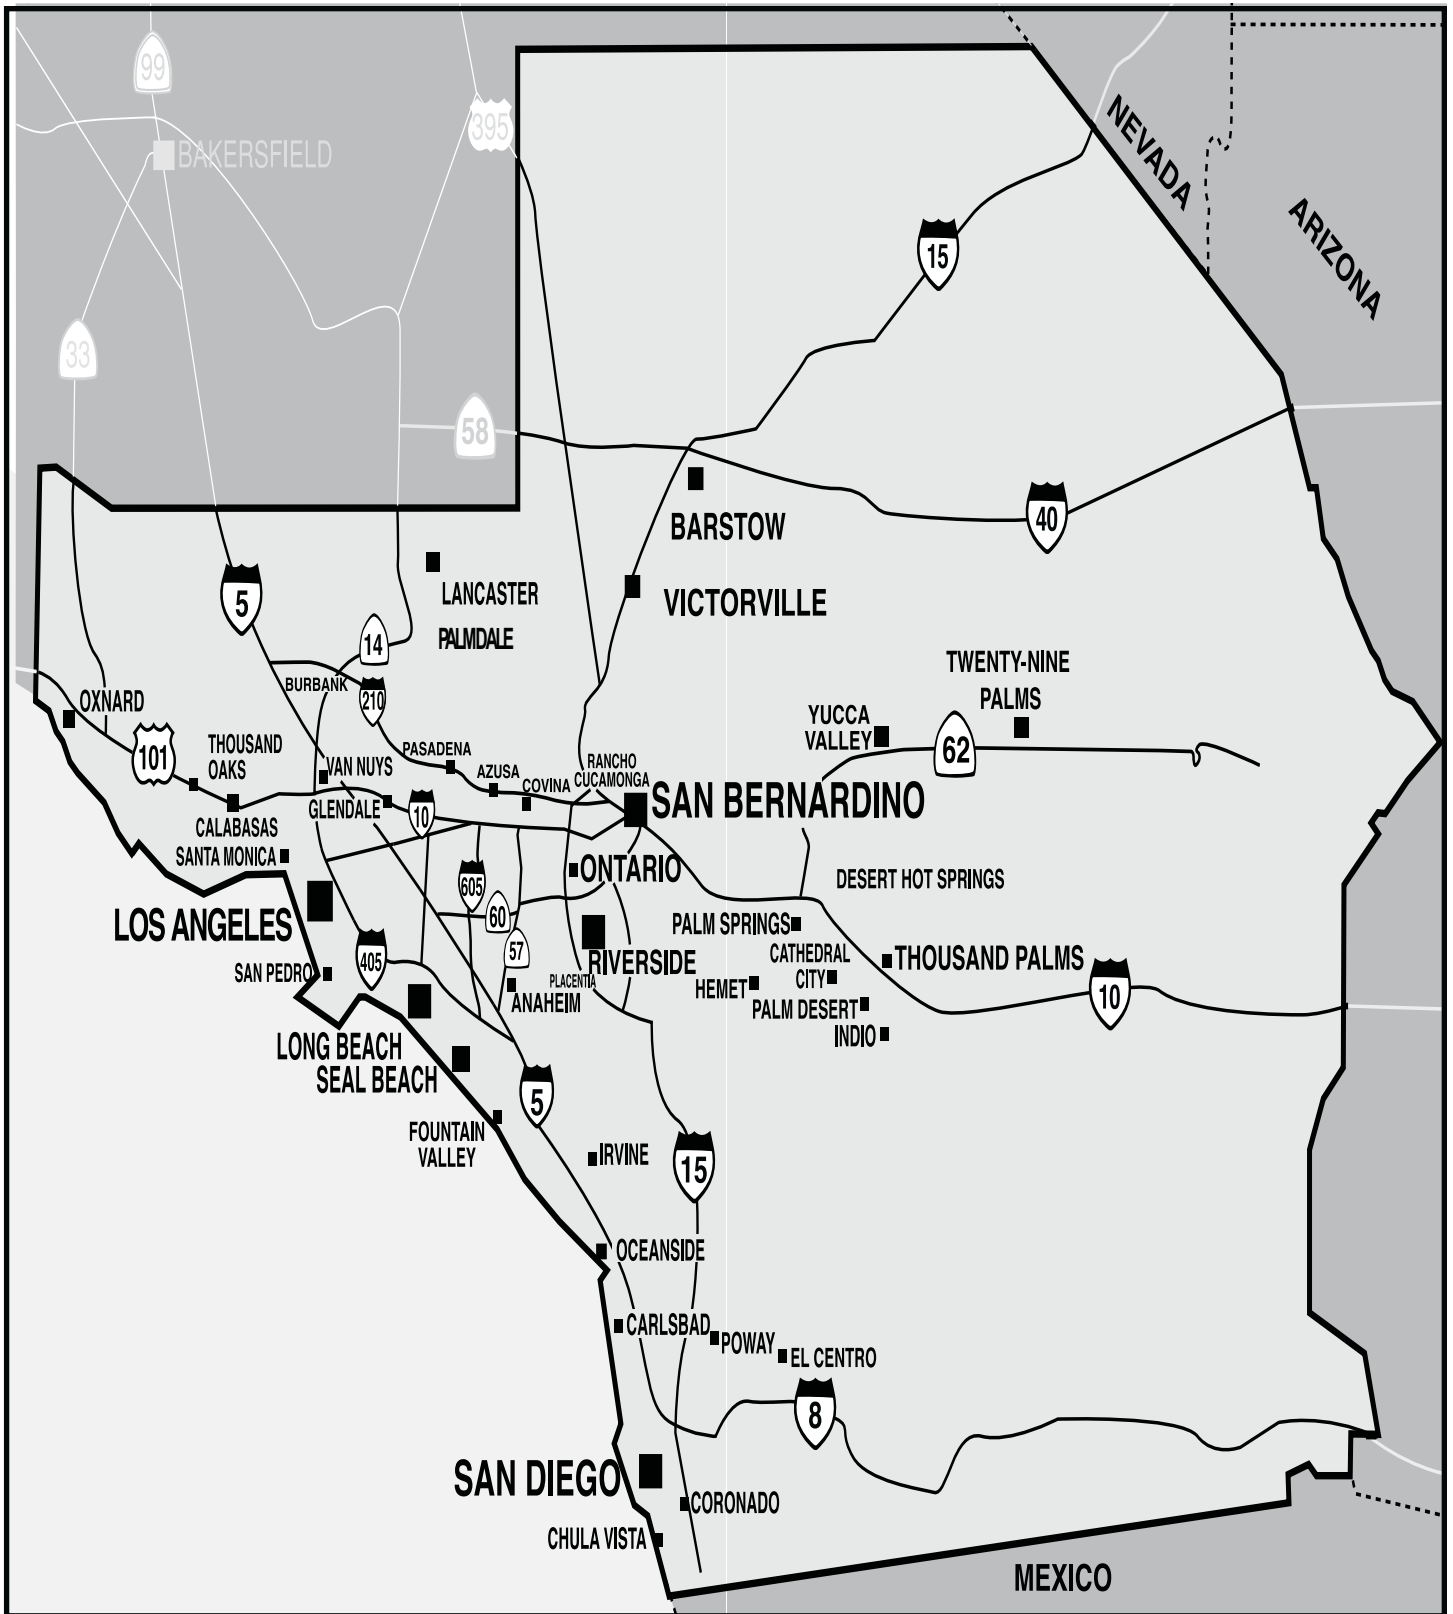 99
395
BAKERSFIELD
NEVADA
ARIZONA
15
33
58
40
BARSTOW
5
LANCASTER
VICTORVILLE
14
PALMDALE
TWENTY-NINE
PALMS
BURBANK
210
OXNARD
YUCCA
VALLEY
62
101
THOUSAND
OAKS
PASADENA
VAN NUYS
AZUSA
COVINA
RANCHO
CUCAMONGA
SAN BERNARDINO
GLENDALE
10
CALABASAS
SANTA MONICA
ONTARIO
605
DESERT HOT SPRINGS
LOS ANGELES
60
PALM SPRINGS
57
405
CATHEDRAL
CITY
THOUSAND PALMS
SAN PEDRO
RIVERSIDE
PLACENTIA
HEMET
10
ANAHEIM
PALM DESERT
INDIO
LONG BEACH
SEAL BEACH
5
FOUNTAIN
VALLEY
IRVINE
15
OCEANSIDE
CARLSBAD
POWAY
EL CENTRO
8
SAN DIEGO
CORONADO
CHULA VISTA
MEXICO